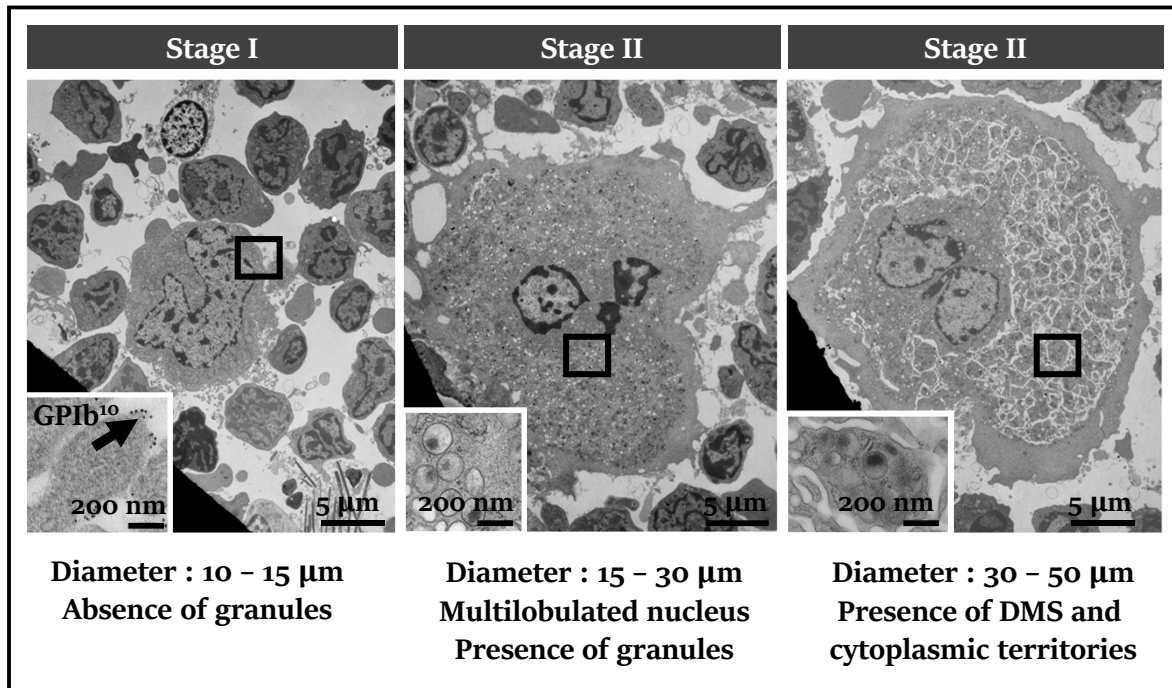 Stage I
Stage II
Stage II
GPIb¹⁰
200 nm
5 μm
200 nm
5 μm
200 nm
5 μm
Diameter : 10 – 15 μm
Absence of granules
Diameter : 15 – 30 μm
Multilobulated nucleus
Presence of granules
Diameter : 30 – 50 μm
Presence of DMS and
cytoplasmic territories